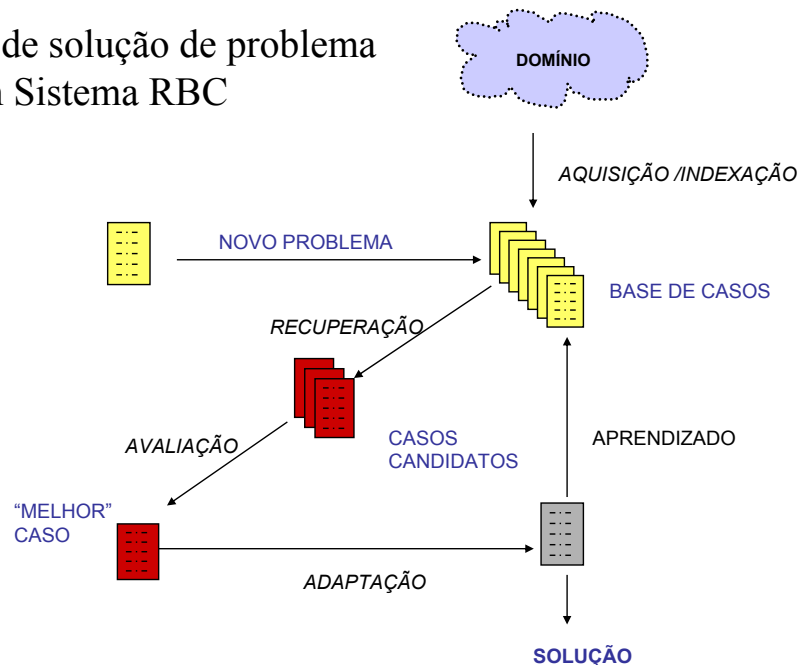 de solução de problema
Sistema RBC
DOMÍNIO
AQUISIÇÃO /INDEXAÇÃO
NOVO PROBLEMA
BASE DE CASOS
RECUPERAÇÃO
AVALIAÇÃO
CASOS
CANDIDATOS
APRENDIZADO
“MELHOR”
CASO
ADAPTAÇÃO
SOLUÇÃO